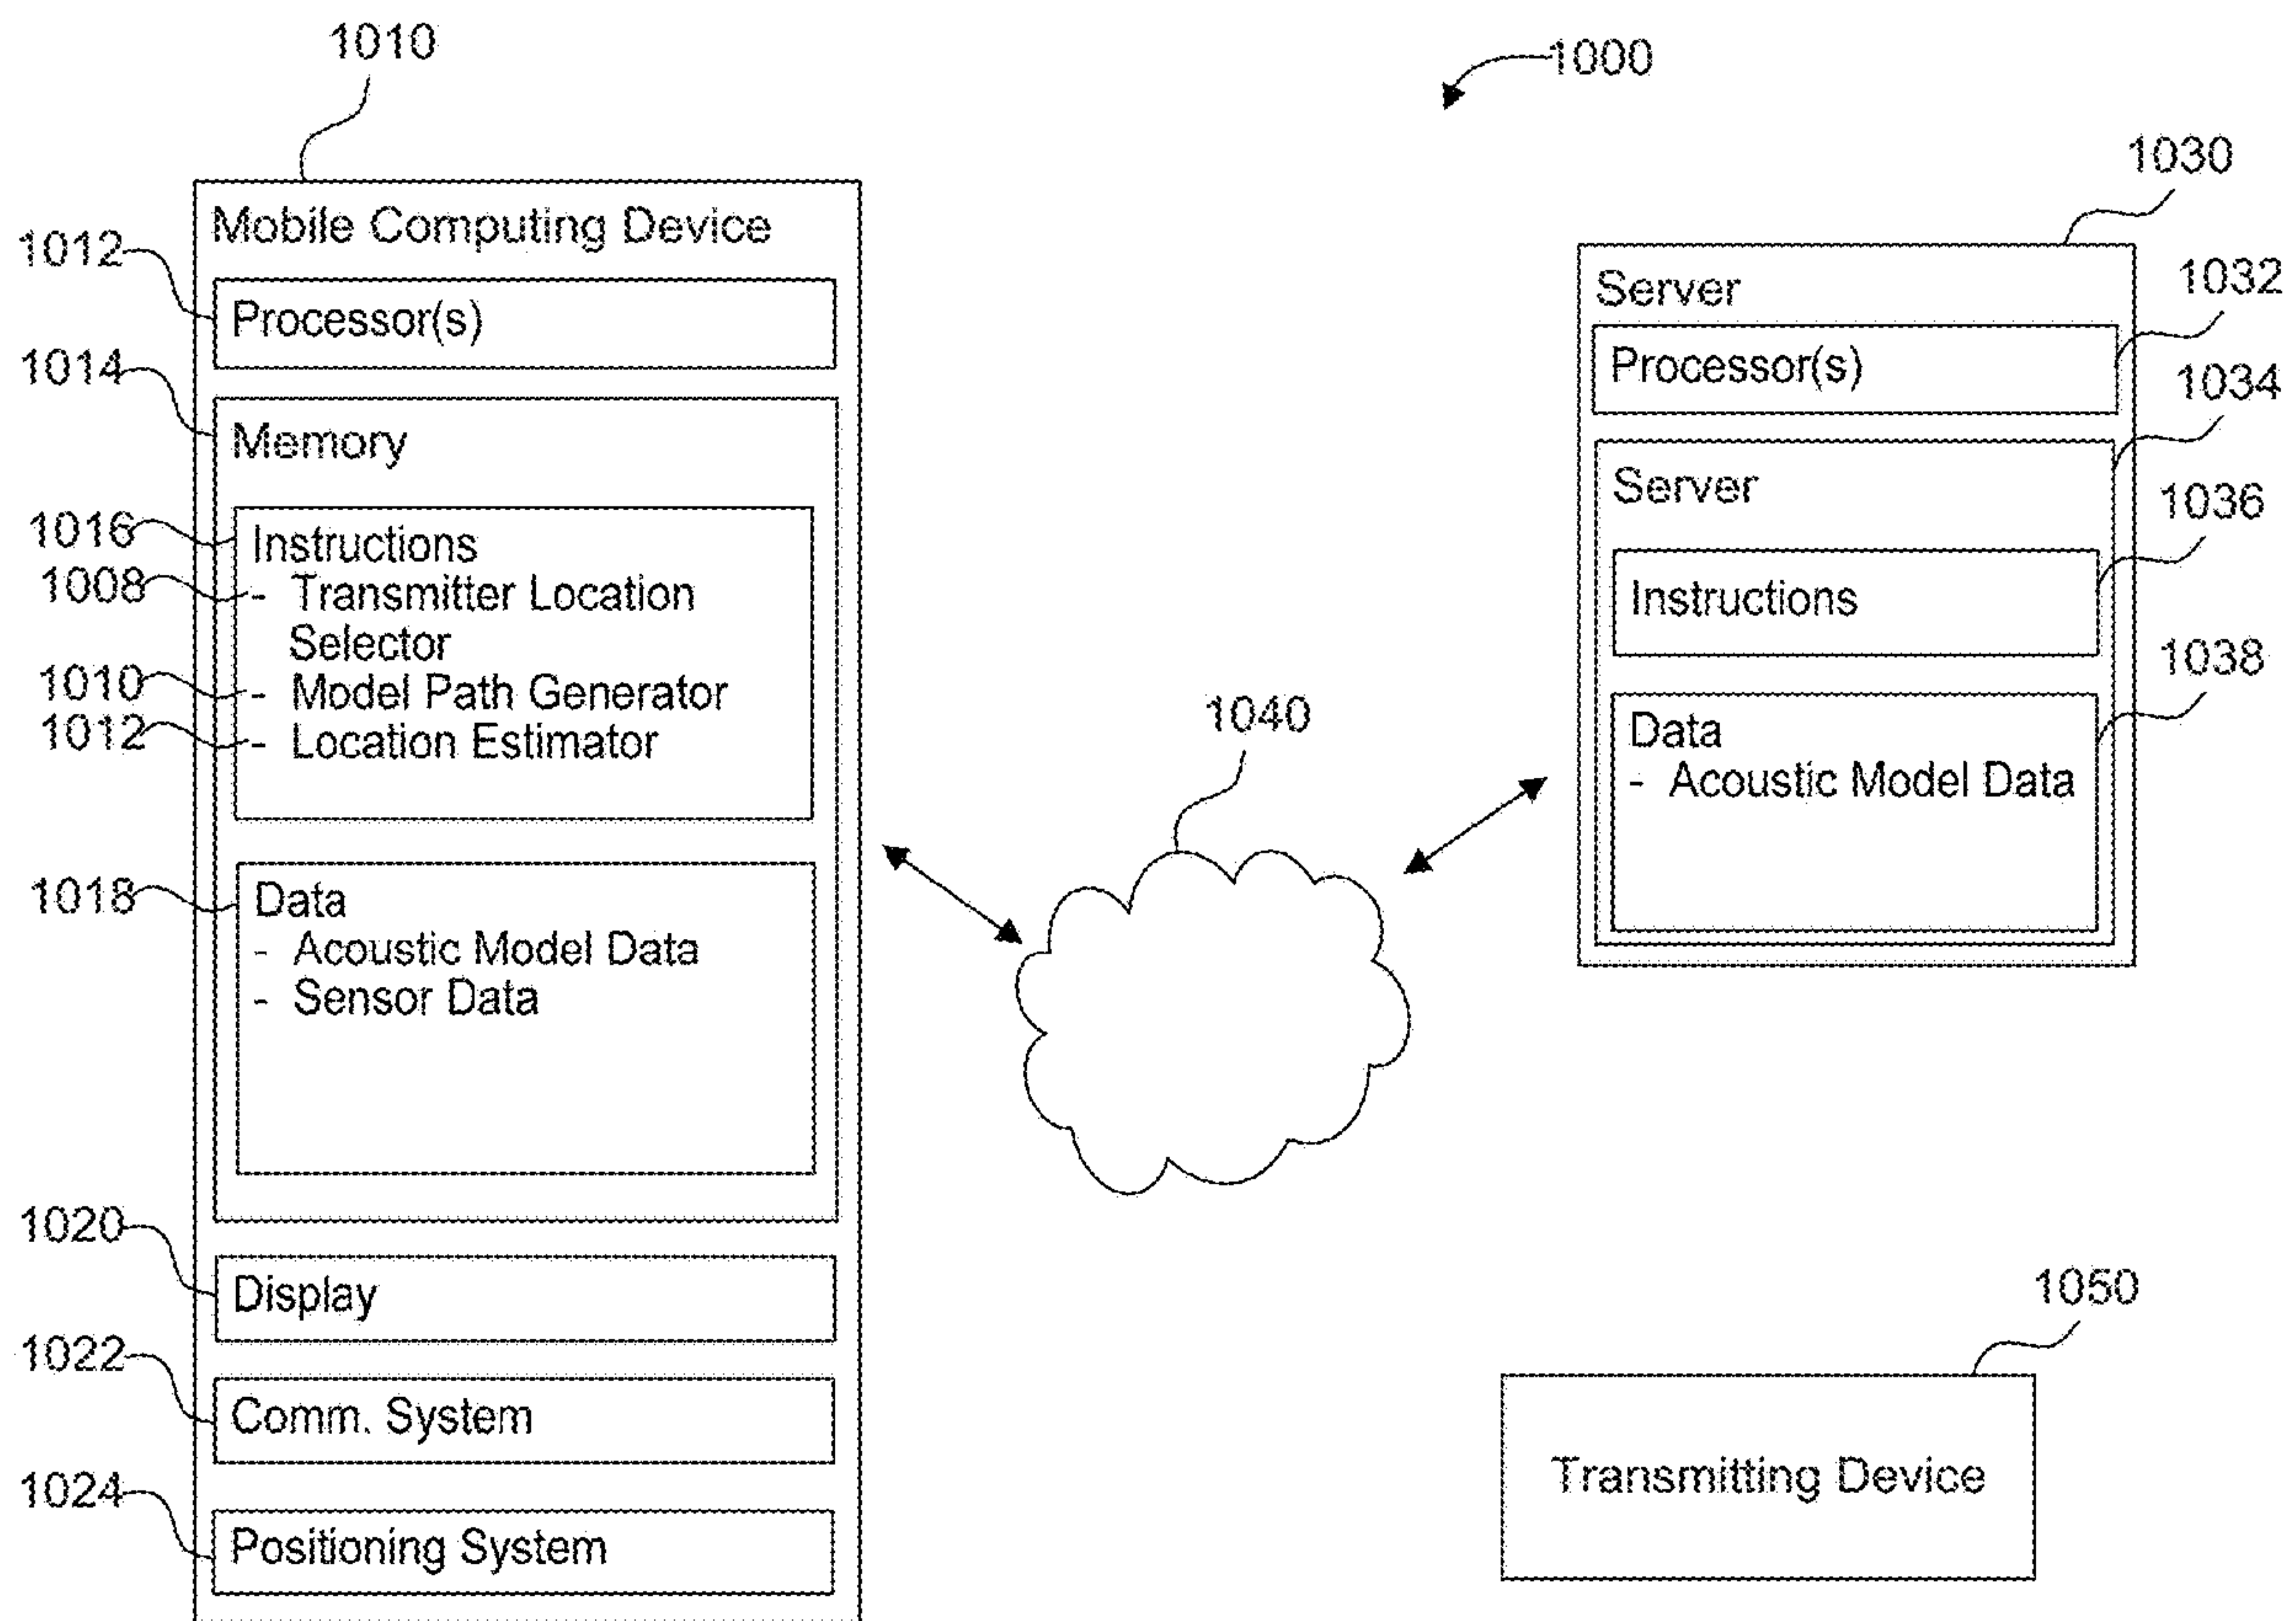 1010
1000
Mobile Computing Device
1012
Processor(s)
1014
Memory
1016
Instructions
1008
- Transmitter Location
Selector
1010
- Model Path Generator
1012
- Location Estimator
1018
Data
- Acoustic Model Data
- Sensor Data
1020
Display
1022
Comm. System
1024
Positioning System
1040
1030
Server
1032
Processor(s)
1034
Server
1036
Instructions
1038
Data
- Acoustic Model Data
1050
Transmitting Device